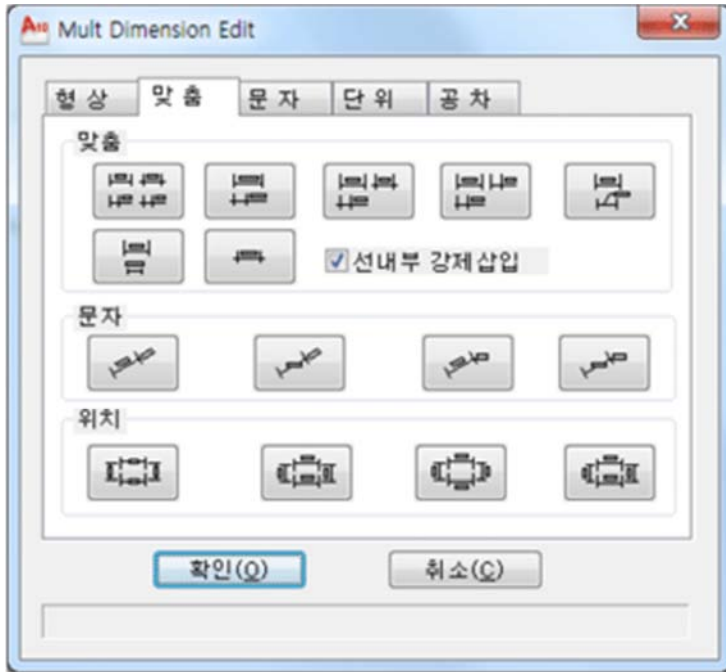 A10 Mult Dimension Edit
형 상 맞 춤 문 자 단 위 공 차
맞춤
선내부 강제삽입
문자
위치
확인(O) 취소(C)